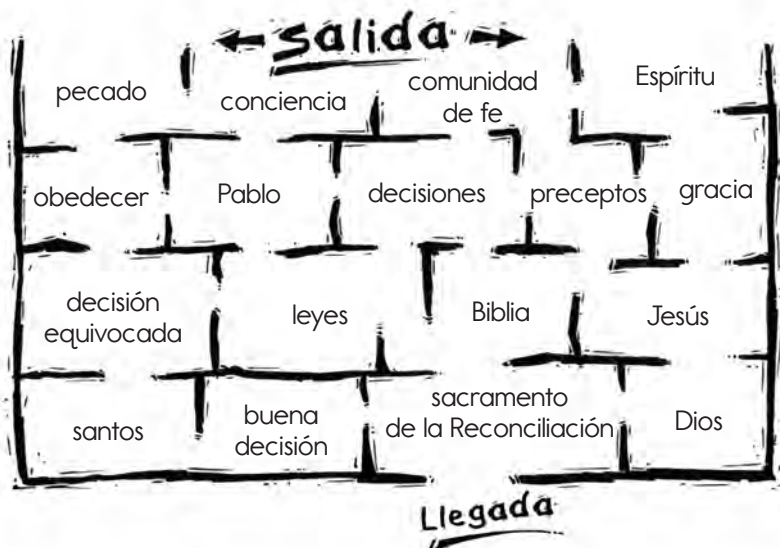 Salida
pecado
conciencia
comunidad
de fe
Espíritu
obedecer
Pablo
decisiones
preceptos
gracia
decisión
equivocada
leyes
Biblia
Jesús
santos
buena
decisión
sacramento
de la Reconciliación
Dios
Llegada